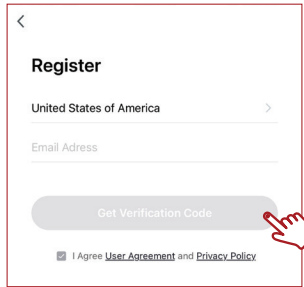 Register
United States of America
Email Adress
Get Verification Code
I Agree User Agreement and Privacy Policy